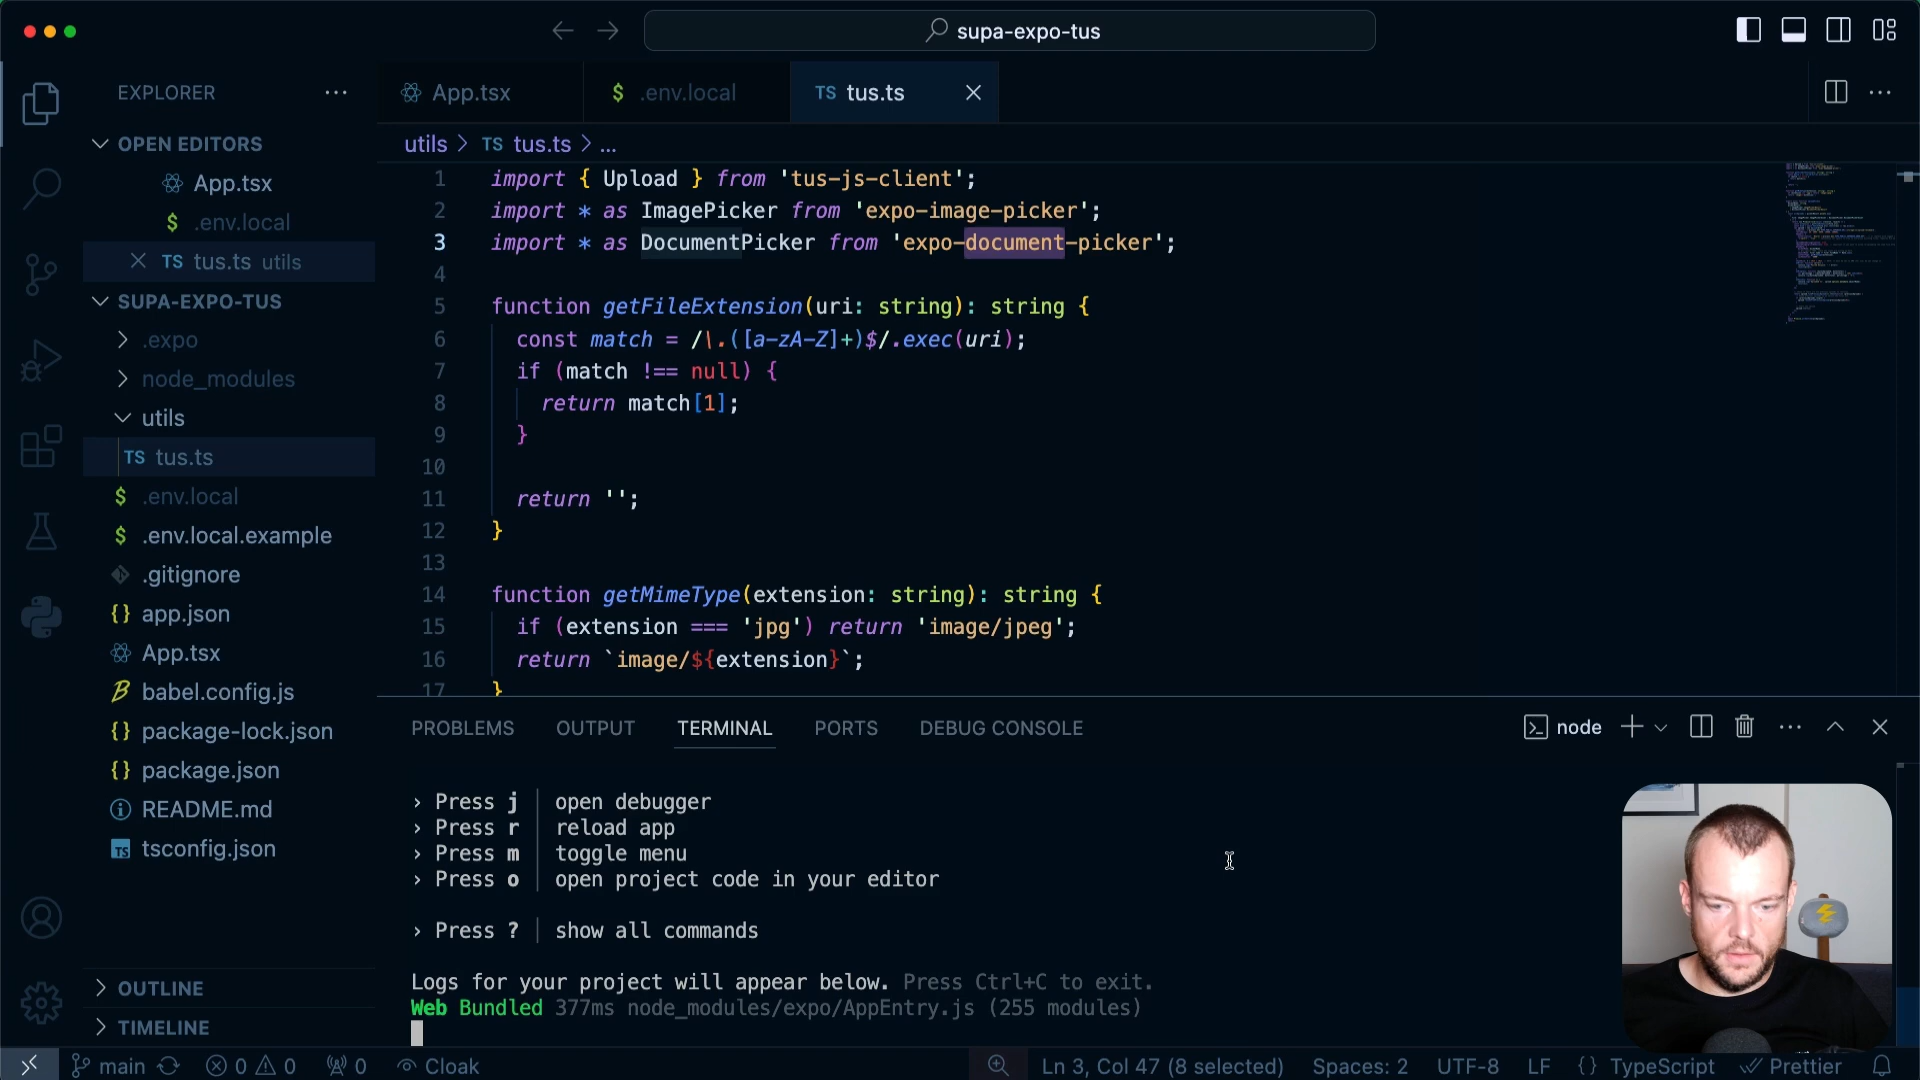 supa-expo-tus
EXPLORER
App.tsx
$ .env.local
TS tus.ts
OPEN EDITORS
App.tsx
$ .env.local
TS tus.ts utils
SUPA-EXPO-TUS
.expo
node_modules
utils
TS tus.ts
$ .env.local
$ .env.local.example
.gitignore
{} app.json
App.tsx
babel.config.js
{} package-lock.json
{} package.json
README.md
TS tsconfig.json
OUTLINE
TIMELINE
utils > TS tus.ts > ...
1 import { Upload } from 'tus-js-client';
2 import * as ImagePicker from 'expo-image-picker';
3 import * as DocumentPicker from 'expo-document-picker';
4
5 function getFileExtension(uri: string): string {
6 const match = /\.([a-zA-Z]+)$/.exec(uri);
7 if (match !== null) {
8 return match[1];
9 }
10
11 return '';
12 }
13
14 function getMimeType(extension: string): string {
15 if (extension === 'jpg') return 'image/jpeg';
16 return `image/${extension}`;
17 }
PROBLEMS OUTPUT TERMINAL PORTS DEBUG CONSOLE
node
› Press j │ open debugger
› Press r │ reload app
› Press m │ toggle menu
› Press o │ open project code in your editor
› Press ? │ show all commands
Logs for your project will appear below. Press Ctrl+C to exit.
Web Bundled 377ms node_modules/expo/AppEntry.js (255 modules)
main 0 0 0 Cloak Ln 3, Col 47 (8 selected) Spaces: 2 UTF-8 LF {} TypeScript Prettier